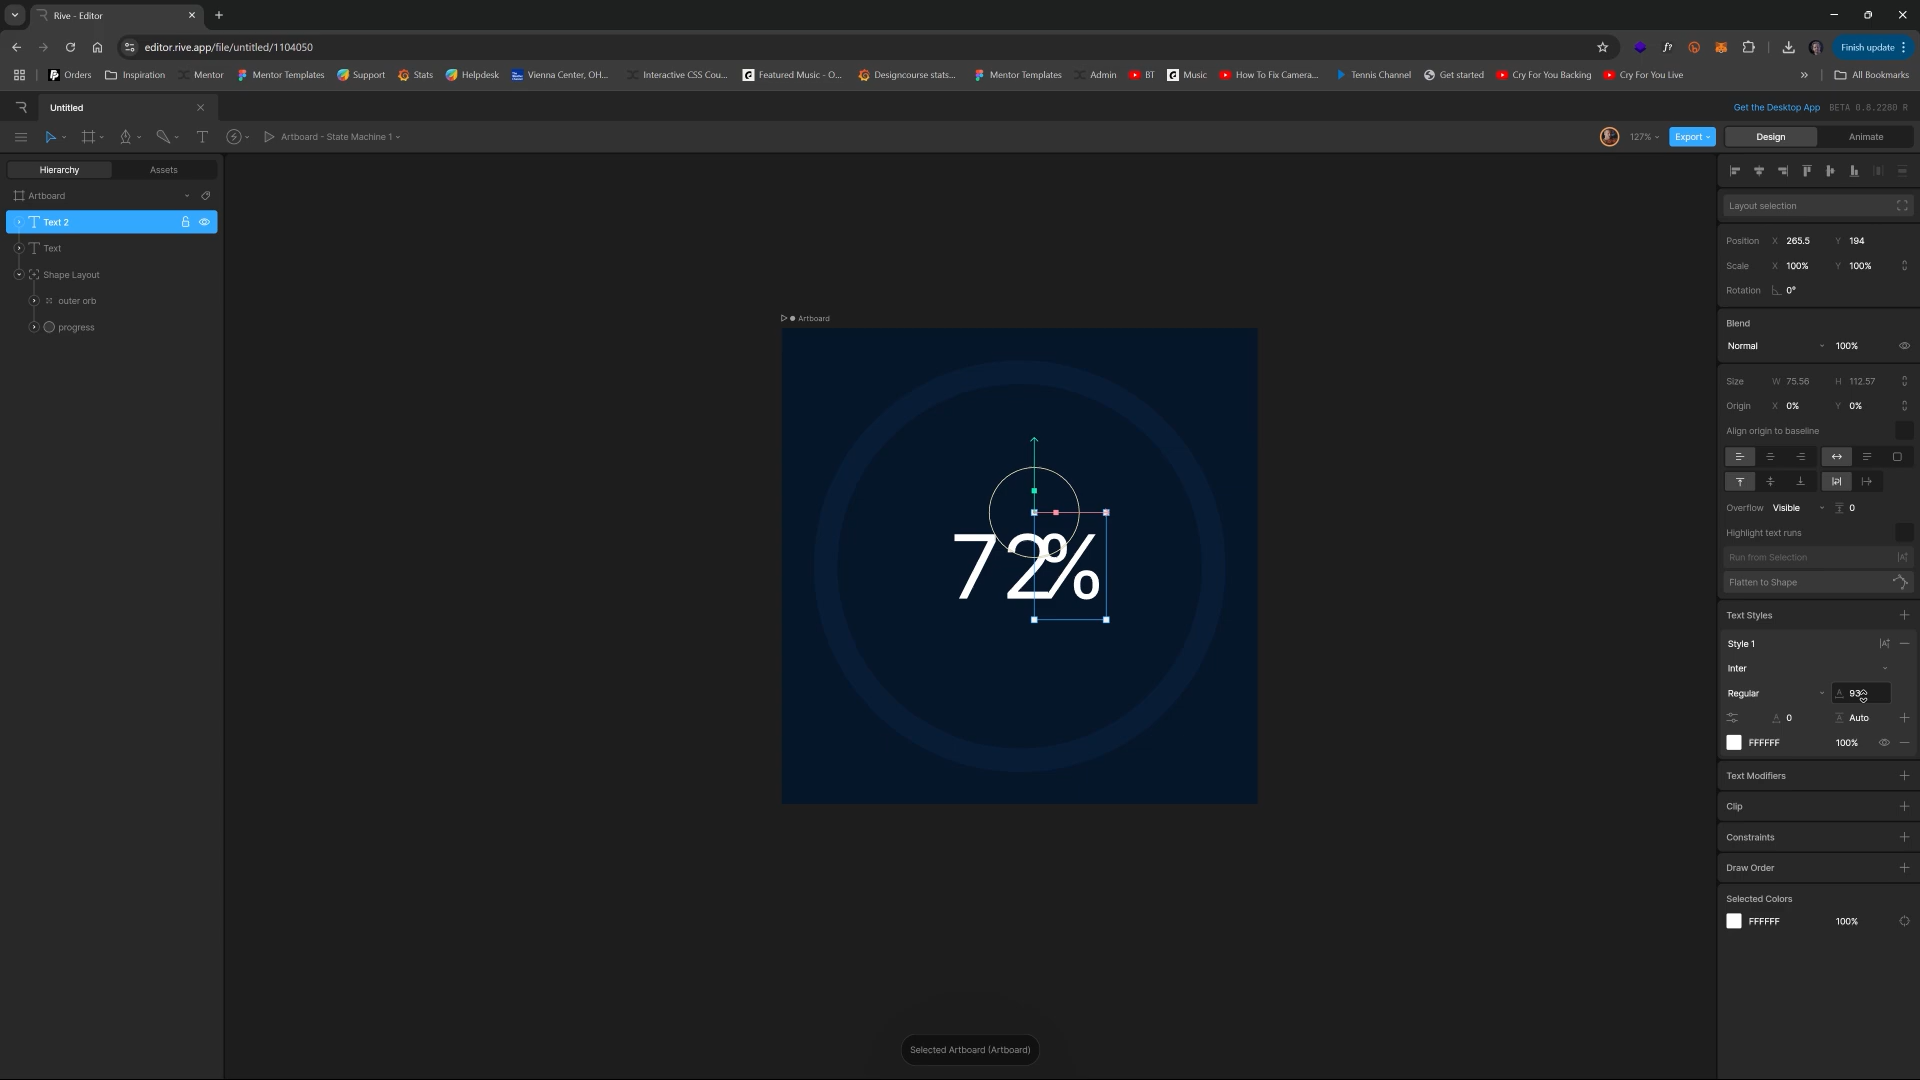 Rive - Editor
editor.rive.app/file/untitled/1104050
Finish update
Orders
Inspiration
Mentor
Mentor Templates
Support
Stats
Helpdesk
Vienna Center, OH...
Interactive CSS Cou...
Featured Music - O...
Designcourse stats...
Mentor Templates
Admin
BT
Music
How To Fix Camera...
Tennis Channel
Get started
Cry For You Backing
Cry For You Live
All Bookmarks
Untitled
Get the Desktop App
BETA 0.8.2280 R
Artboard - State Machine 1
127%
Export
Design
Animate
Hierarchy
Assets
Artboard
Text 2
Text
Shape Layout
outer orb
progress
Artboard
72%
Selected Artboard (Artboard)
Layout selection
Position X 265.5 Y 194
Scale X 100% Y 100%
Rotation 0°
Blend
Normal 100%
Size W 75.56 H 112.57
Origin X 0% Y 0%
Align origin to baseline
Overflow Visible 0
Highlight text runs
Run from Selection
Flatten to Shape
Text Styles
Style 1
Inter
Regular 93
0 Auto
FFFFFF 100%
Text Modifiers
Clip
Constraints
Draw Order
Selected Colors
FFFFFF 100%